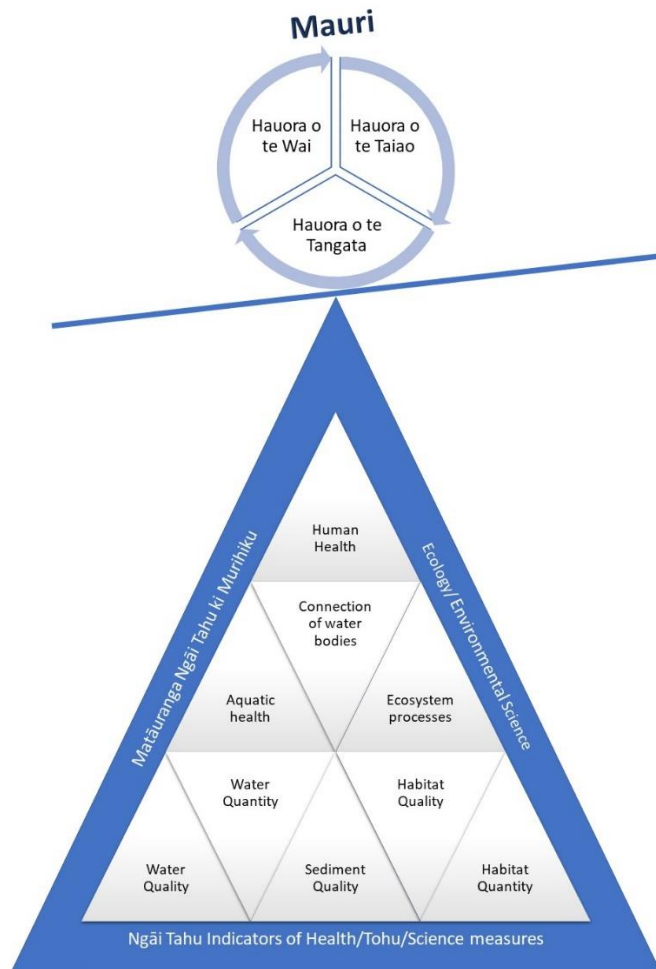 Mauri
Hauora o
te Wai
Hauora o
te Taiao
Hauora o te
Tangata
Matāuranga Ngāi Tahu ki Murihiku
Ecology/ Environmental Science
Human
Health
Connection
of water
bodies
Aquatic
health
Ecosystem
processes
Water
Quantity
Habitat
Quality
Water
Quality
Sediment
Quality
Habitat
Quantity
Ngāi Tahu Indicators of Health/Tohu/Science measures